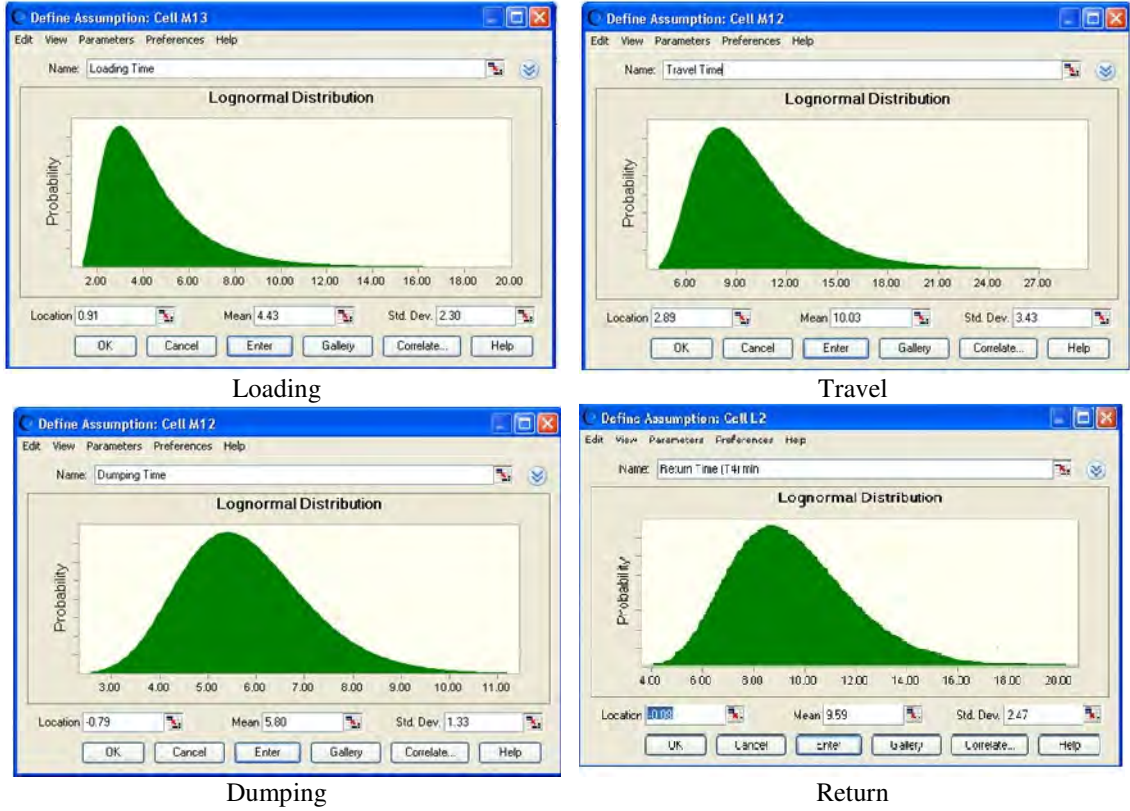 Define Assumption: Cell M13
Edit View Parameters Preferences Help
Name: Loading Time
Lognormal Distribution
Probability
2.00 4.00 6.00 8.00 10.00 12.00 14.00 16.00 18.00 20.00
Location 0.91 Mean 4.43 Std. Dev. 2.30
OK Cancel Enter Gallery Correlate... Help
Loading
Define Assumption: Cell M12
Edit View Parameters Preferences Help
Name: Travel Time
Lognormal Distribution
Probability
6.00 9.00 12.00 15.00 18.00 21.00 24.00 27.00
Location 2.89 Mean 10.03 Std. Dev. 3.43
OK Cancel Enter Gallery Correlate... Help
Travel
Define Assumption: Cell M12
Edit View Parameters Preferences Help
Name: Dumping Time
Lognormal Distribution
Probability
3.00 4.00 5.00 6.00 7.00 8.00 9.00 10.00 11.00
Location -0.79 Mean 5.80 Std. Dev. 1.33
OK Cancel Enter Gallery Correlate... Help
Dumping
Define Assumption: Cell L2
Edit View Parameters Preferences Help
Name: Return Time (T4) min
Lognormal Distribution
Probability
4.00 6.00 8.00 10.00 12.00 14.00 16.00 18.00 20.00
Location Mean 9.59 Std. Dev. 2.47
OK Cancel Enter Gallery Correlate... Help
Return